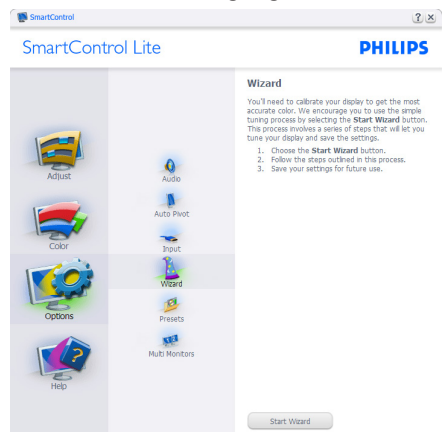 SmartControl
SmartControl Lite
PHILIPS
Adjust
Color
Options
Help
Audio
Auto Pivot
Input
Wizard
Presets
Multi Monitors
Wizard
You'll need to calibrate your display to get the most
accurate color. We encourage you to use the simple
tuning process by selecting the Start Wizard button.
This process involves a series of steps that will let you
tune your display and save the settings.
1. Choose the Start Wizard button.
2. Follow the steps outlined in this process.
3. Save your settings for future use.
Start Wizard